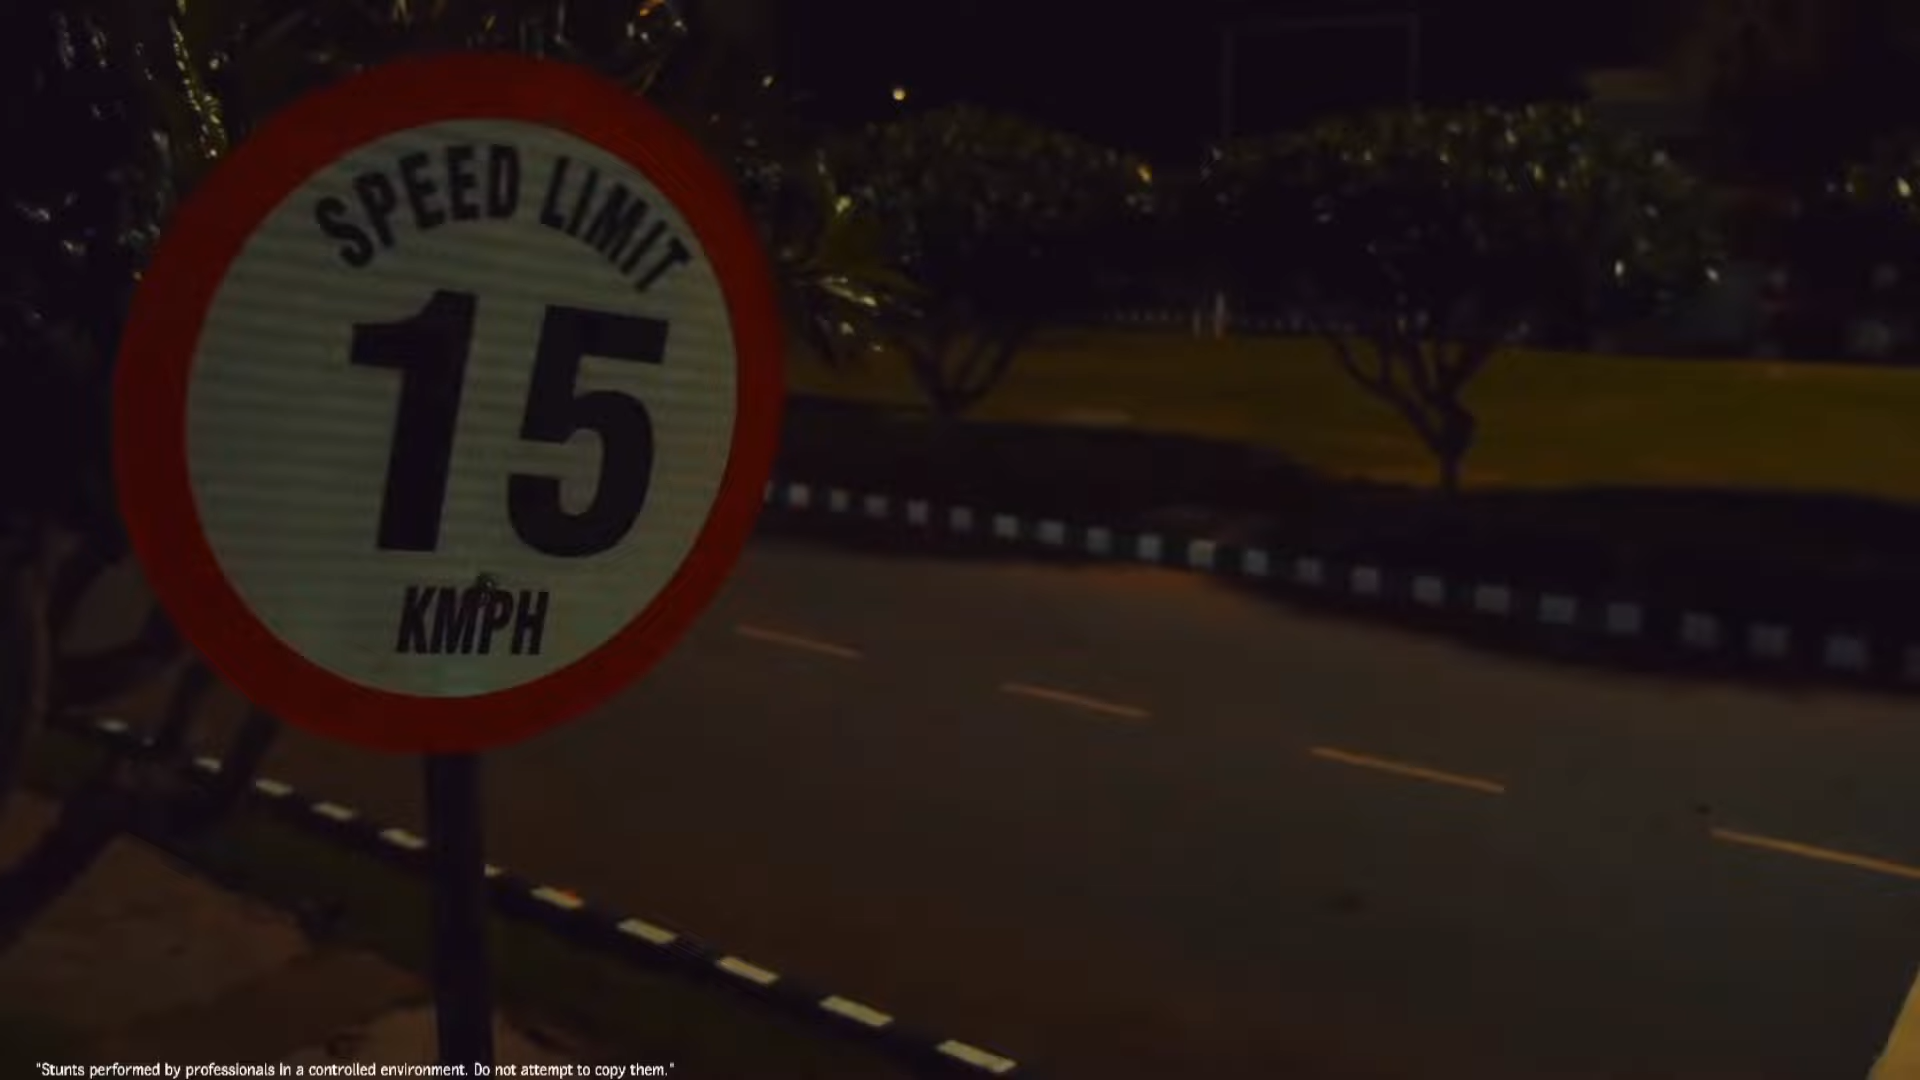 SPEED LIMIT
15
KMPH
"Stunts performed by professionals in a controlled environment. Do not attempt to copy them."